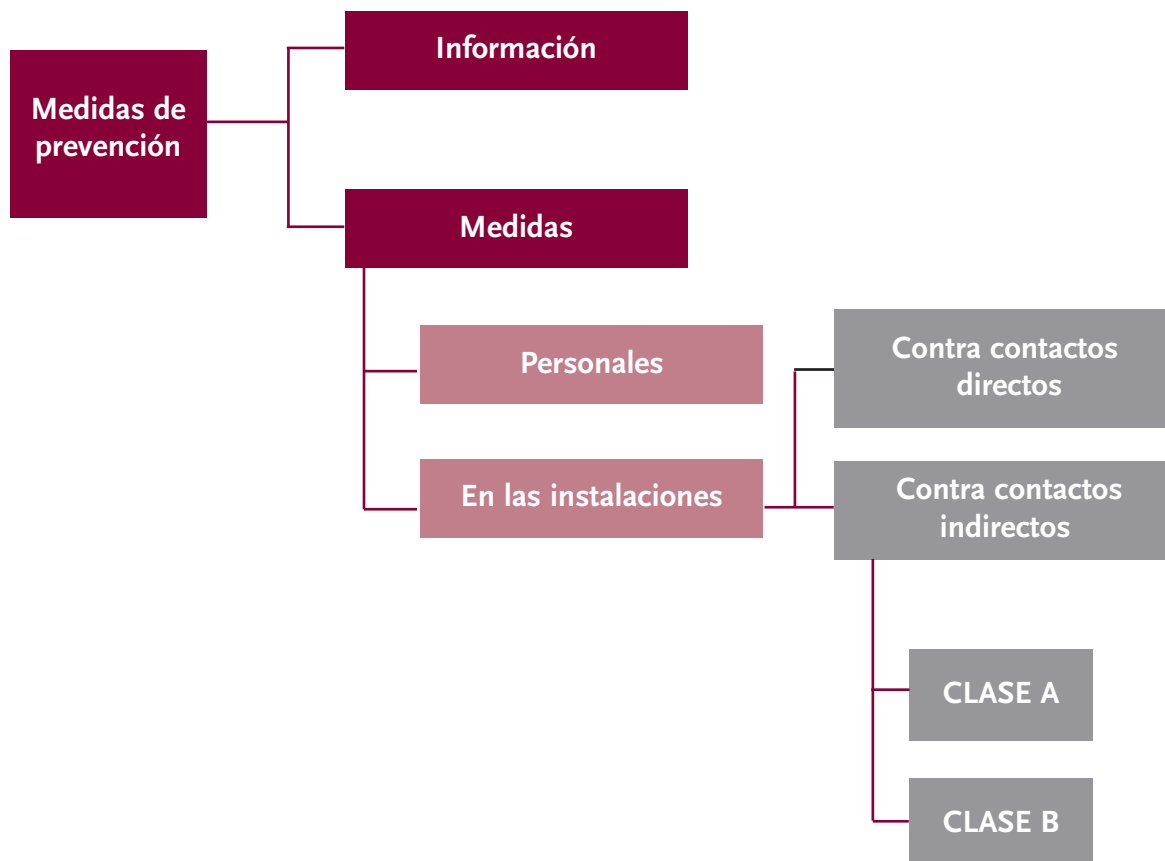 Medidas de
prevención
Información
Medidas
Personales
En las instalaciones
Contra contactos
directos
Contra contactos
indirectos
CLASE A
CLASE B